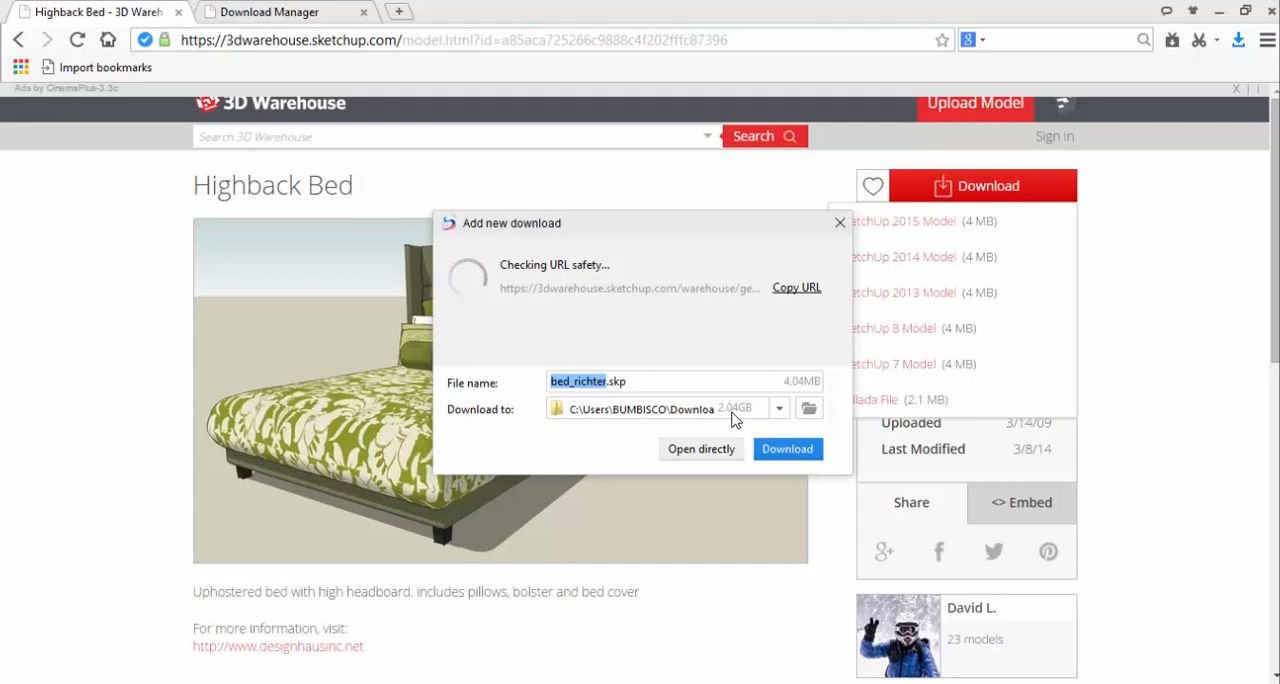 Highback Bed - 3D Wareh
Download Manager
https://3dwarehouse.sketchup.com/model.html?id=a85aca725266c9888c4f202fffc87396
Import bookmarks
Ads by CinemaPlus-3.3c
X | i
3D Warehouse
Upload Model
Search 3D Warehouse
Search
Sign In
Highback Bed
Download
etchUp 2015 Model (4 MB)
etchUp 2014 Model (4 MB)
etchUp 2013 Model (4 MB)
etchUp 8 Model (4 MB)
etchUp 7 Model (4 MB)
llada File (2.1 MB)
Add new download
Checking URL safety...
https://3dwarehouse.sketchup.com/warehouse/ge...
Copy URL
File name:
bed_richter.skp
4.04MB
Download to:
C:\Users\BUMBISCO\Downloa
2.04GB
Open directly
Download
Uploaded 3/14/09
Last Modified 3/8/14
Share
<> Embed
Uphostered bed with high headboard. includes pillows, bolster and bed cover
For more information, visit:
http://www.designhausinc.net
David L.
23 models